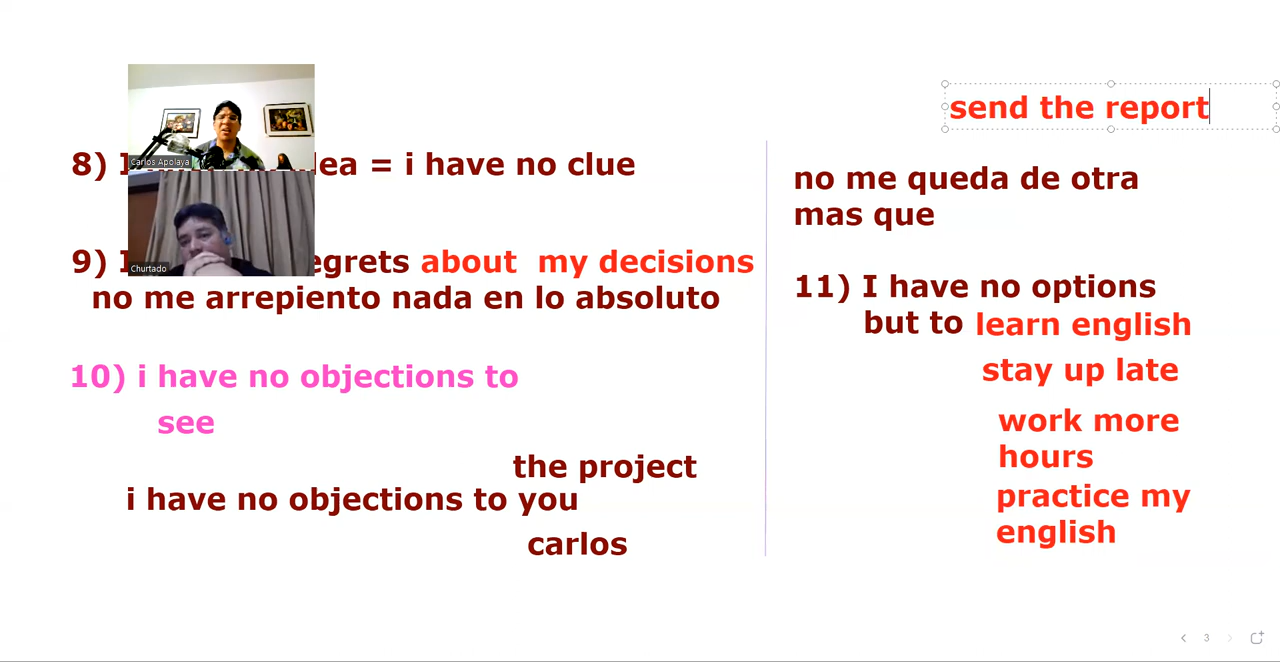 Carlos Apolaya
Churtado
8) I ea = i have no clue
9) I egrets about my decisions
no me arrepiento nada en lo absoluto
10) i have no objections to
see
the project
i have no objections to you
carlos
send the report
no me queda de otra
mas que
11) I have no options
but to learn english
stay up late
work more
hours
practice my
english
3